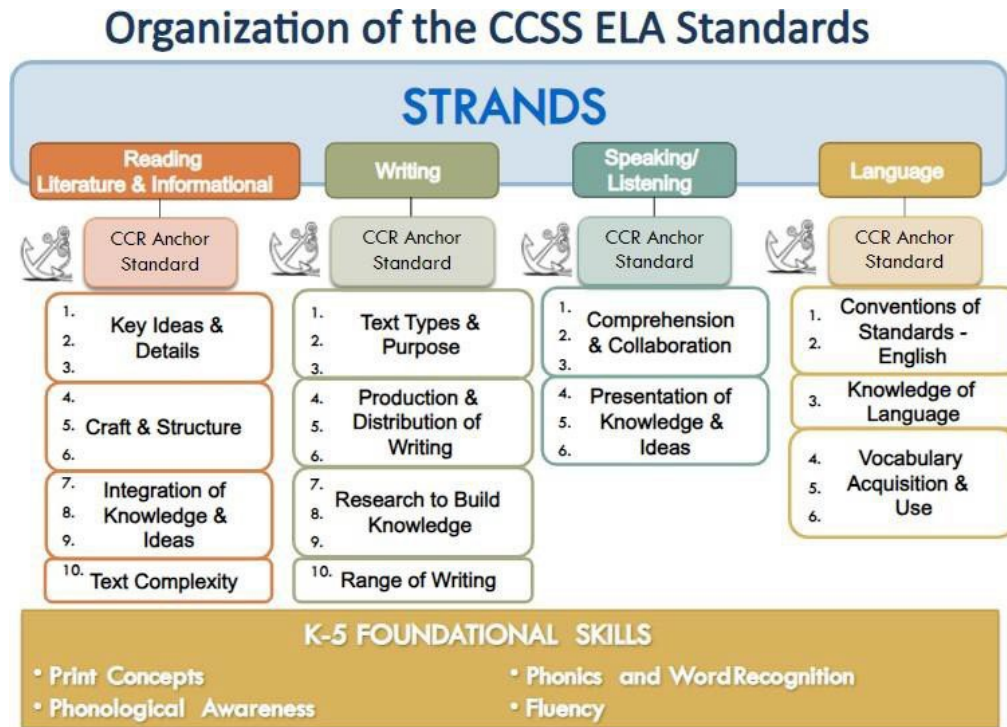 Organization of the CCSS ELA Standards
STRANDS
Reading
Literature & Informational
CCR Anchor
Standard
1.
2.
3.
Key Ideas &
Details
4.
5.
6.
Craft & Structure
7.
8.
9.
Integration of
Knowledge &
Ideas
10.
Text Complexity
Writing
CCR Anchor
Standard
1.
2.
3.
Text Types &
Purpose
4.
5.
6.
Production &
Distribution of
Writing
7.
8.
9.
Research to Build
Knowledge
10.
Range of Writing
Speaking/
Listening
CCR Anchor
Standard
1.
2.
3.
Comprehension
& Collaboration
4.
5.
6.
Presentation of
Knowledge &
Ideas
Language
CCR Anchor
Standard
1.
2.
Conventions of
Standards -
English
3.
Knowledge of
Language
4.
5.
6.
Vocabulary
Acquisition &
Use
K-5 FOUNDATIONAL SKILLS
• Print Concepts
• Phonological Awareness
• Phonics and WordRecognition
• Fluency